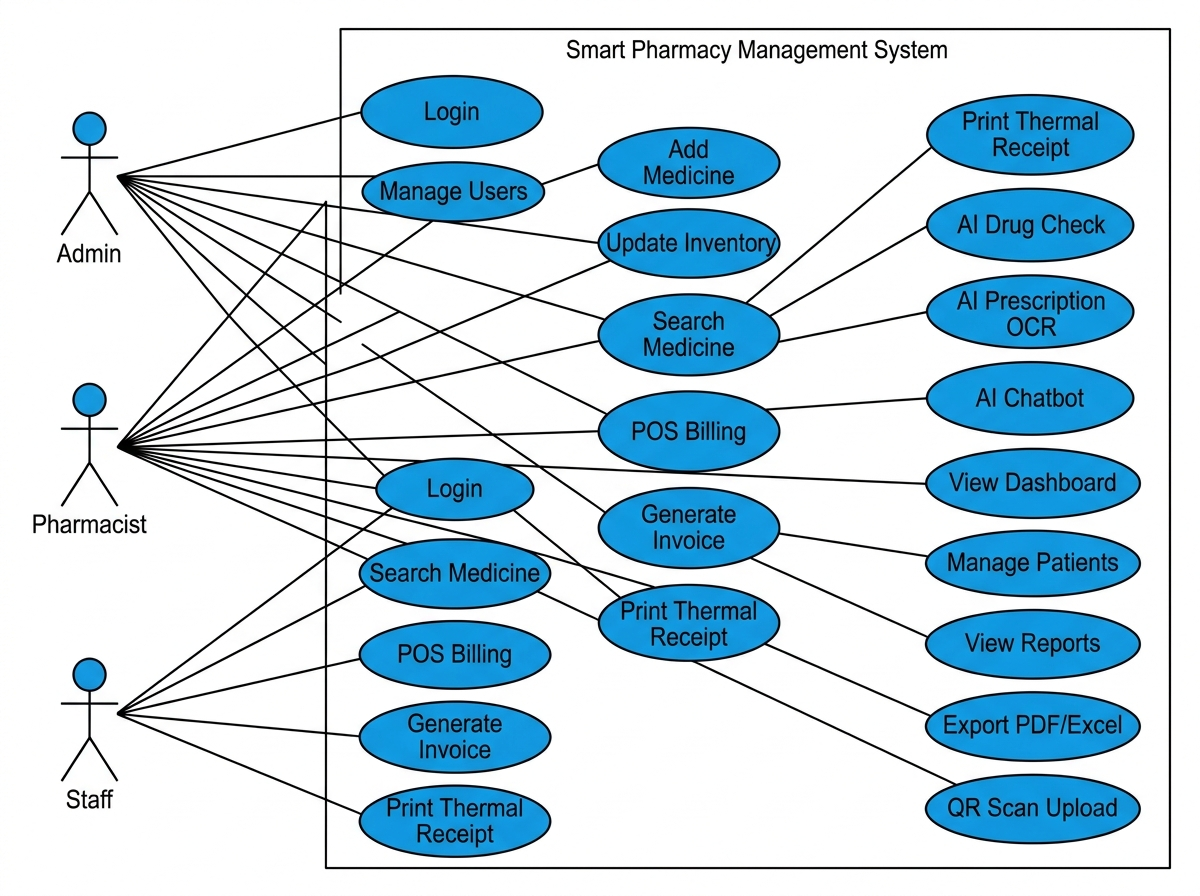 Smart Pharmacy Management System
Admin
Pharmacist
Staff
Login
Manage Users
Login
Search Medicine
POS Billing
Generate
Invoice
Print Thermal
Receipt
Add
Medicine
Update Inventory
Search
Medicine
POS Billing
Generate
Invoice
Print Thermal
Receipt
Print Thermal
Receipt
AI Drug Check
AI Prescription
OCR
AI Chatbot
View Dashboard
Manage Patients
View Reports
Export PDF/Excel
QR Scan Upload